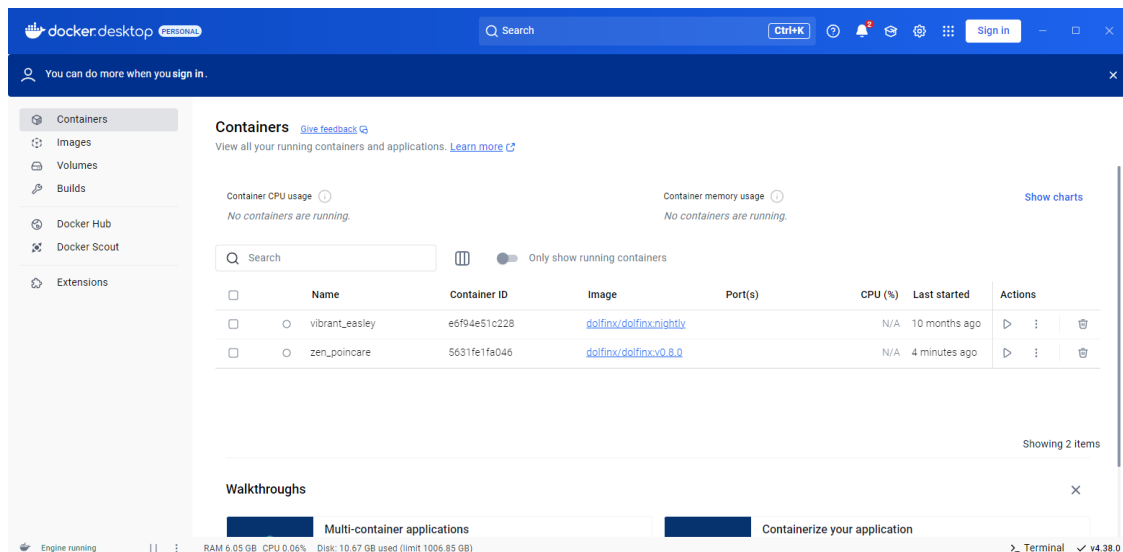 docker desktop PERSONAL Search Ctrl+K 2 Sign in
You can do more when you sign in.
Containers
Images
Volumes
Builds
Docker Hub
Docker Scout
Extensions
Containers Give feedback
View all your running containers and applications. Learn more
Container CPU usage Container memory usage Show charts
No containers are running. No containers are running.
Search Only show running containers
Name Container ID Image Port(s) CPU (%) Last started Actions
vibrant_easley e6f94e51c228 dolfinx/dolfinx:nightly N/A 10 months ago
zen_poincare 5631fe1fa046 dolfinx/dolfinx:v0.8.0 N/A 4 minutes ago
Showing 2 items
Walkthroughs
Multi-container applications Containerize your application
Engine running RAM 6.05 GB CPU 0.06% Disk: 10.67 GB used (limit 1006.85 GB) Terminal v4.38.0